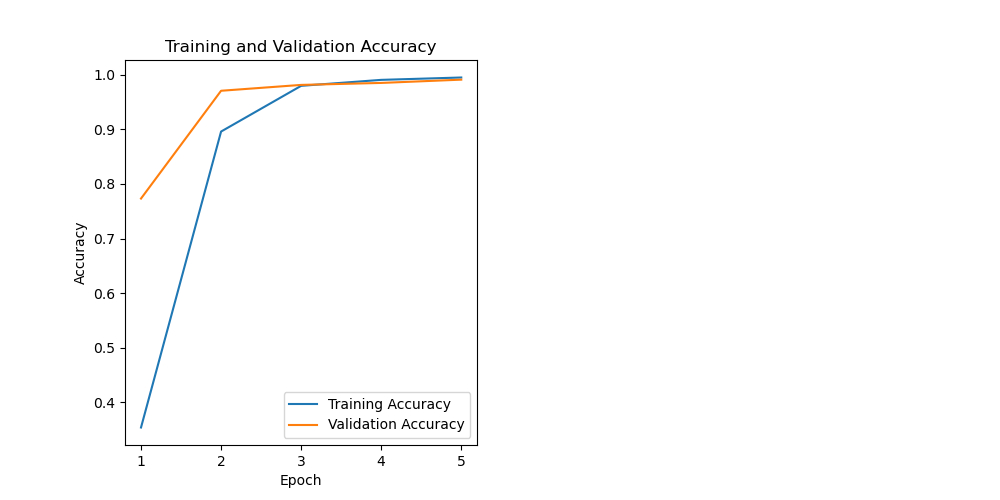 Training and Validation Accuracy
1.0
0.9
0.8
0.7
0.6
0.5
0.4
Accuracy
Training Accuracy
Validation Accuracy
1 2 3 4 5
Epoch